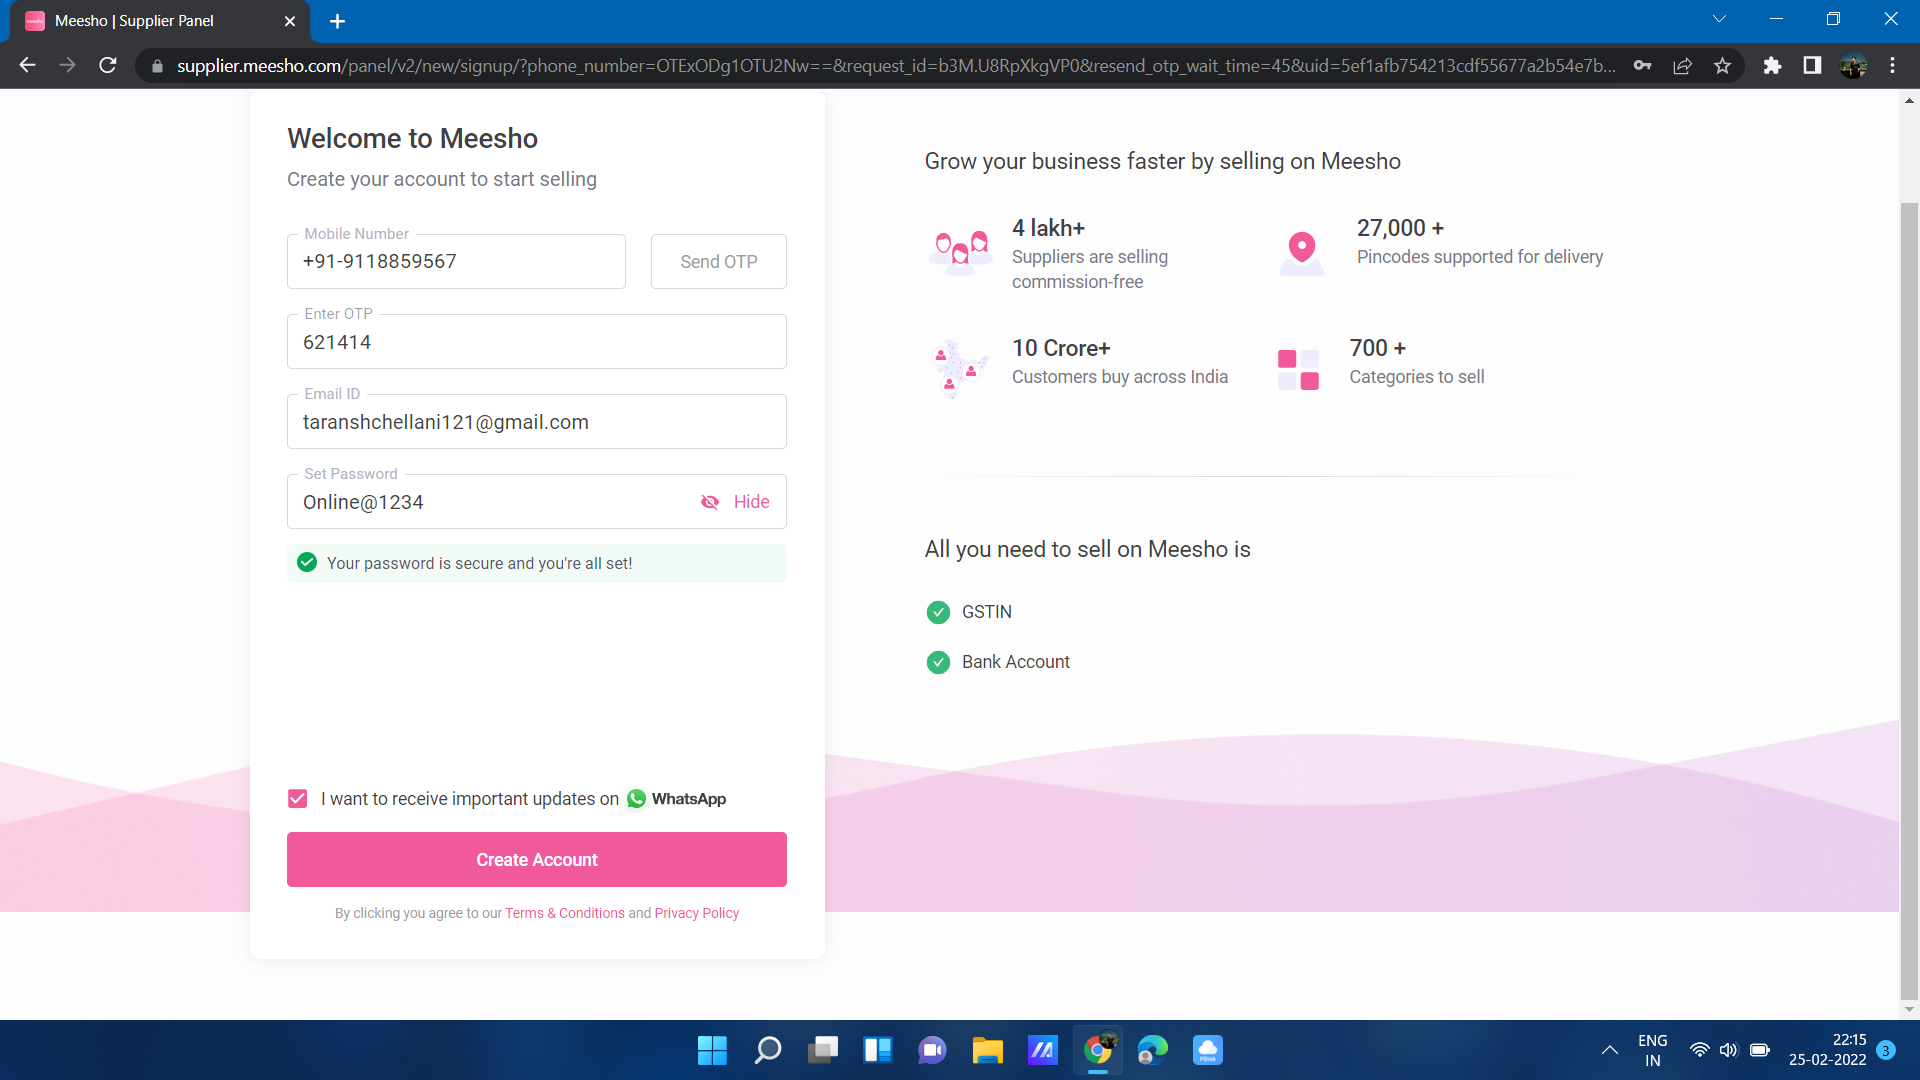 Meesho | Supplier Panel
supplier.meesho.com/panel/v2/new/signup/?phone_number=OTExODg1OTU2Nw==&request_id=b3M.U8RpXkgVP0&resend_otp_wait_time=45&uid=5ef1afb754213cdf55677a2b54e7b...
Welcome to Meesho
Create your account to start selling
Mobile Number
+91-9118859567
Send OTP
Enter OTP
621414
Email ID
taranshchellani121@gmail.com
Set Password
Online@1234
Hide
Your password is secure and you're all set!
I want to receive important updates on WhatsApp
Create Account
By clicking you agree to our Terms & Conditions and Privacy Policy
Grow your business faster by selling on Meesho
4 lakh+
Suppliers are selling
commission-free
27,000 +
Pincodes supported for delivery
10 Crore+
Customers buy across India
700 +
Categories to sell
All you need to sell on Meesho is
GSTIN
Bank Account
ENG
IN
22:15
25-02-2022
3